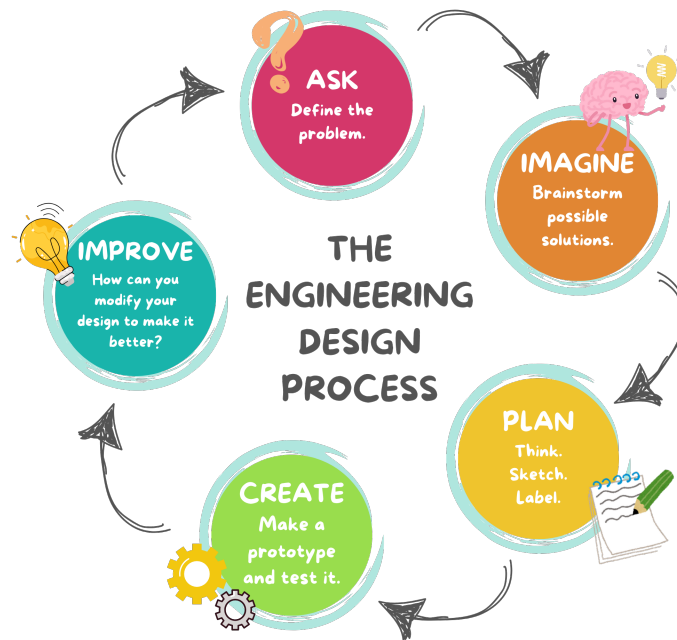 ASK
Define the
problem.
IMAGINE
Brainstorm
possible
solutions.
THE
ENGINEERING
DESIGN
PROCESS
IMPROVE
How can you
modify your
design to make it
better?
PLAN
Think.
Sketch.
Label.
CREATE
Make a
prototype
and test it.